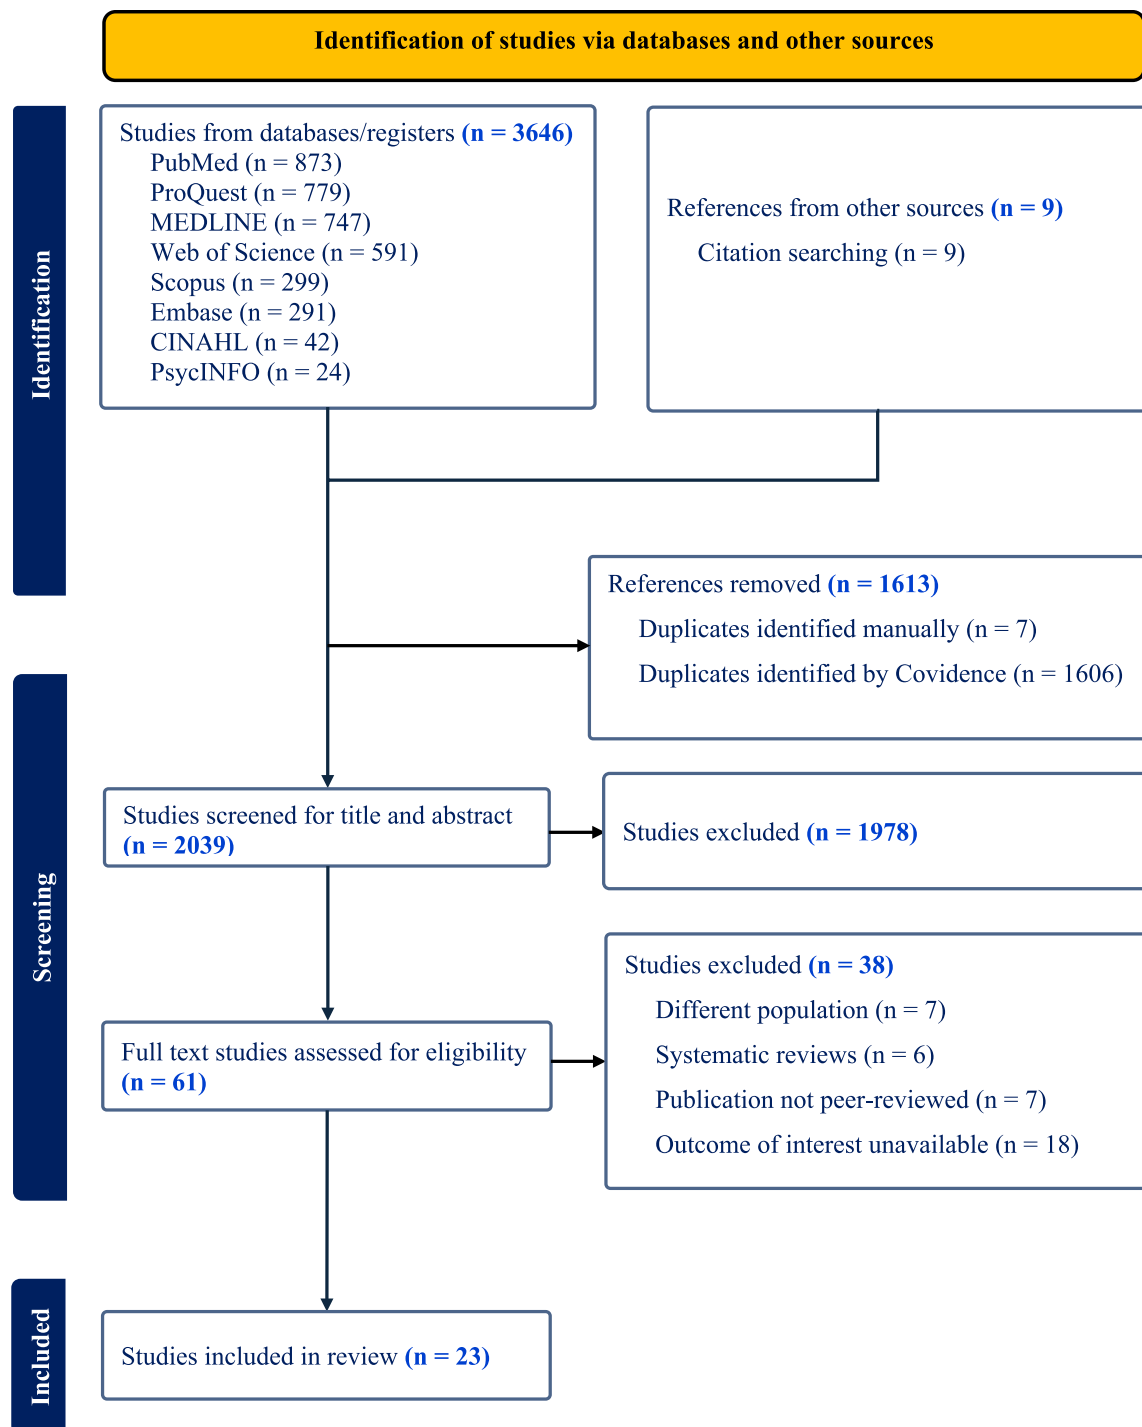 Identification of studies via databases and other sources
Identification
Studies from databases/registers (n = 3646)
PubMed (n = 873)
ProQuest (n = 779)
MEDLINE (n = 747)
Web of Science (n = 591)
Scopus (n = 299)
Embase (n = 291)
CINAHL (n = 42)
PsycINFO (n = 24)
References from other sources (n = 9)
Citation searching (n = 9)
References removed (n = 1613)
Duplicates identified manually (n = 7)
Duplicates identified by Covidence (n = 1606)
Screening
Studies screened for title and abstract
(n = 2039)
Studies excluded (n = 1978)
Full text studies assessed for eligibility
(n = 61)
Studies excluded (n = 38)
Different population (n = 7)
Systematic reviews (n = 6)
Publication not peer-reviewed (n = 7)
Outcome of interest unavailable (n = 18)
Included
Studies included in review (n = 23)